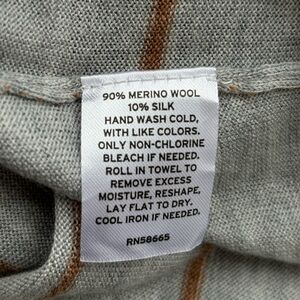 90% MERINO WOOL
10% SILK
HAND WASH COLD,
WITH LIKE COLORS.
ONLY NON-CHLORINE
BLEACH IF NEEDED.
ROLL IN TOWEL TO
REMOVE EXCESS
MOISTURE, RESHAPE,
LAY FLAT TO DRY.
COOL IRON IF NEEDED.
RN58665